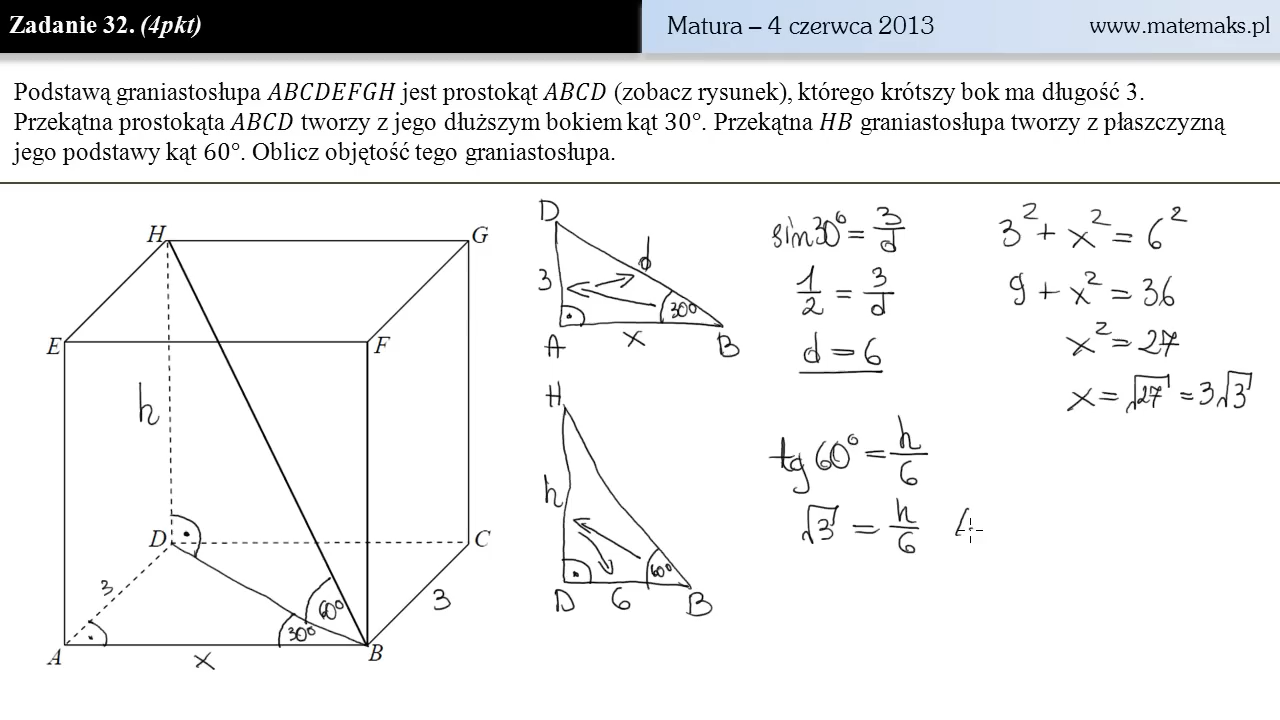 Zadanie 32. (4pkt)
Matura – 4 czerwca 2013
www.matemaks.pl
Podstawą graniastosłupa ABCDEFGH jest prostokąt ABCD (zobacz rysunek), którego krótszy bok ma długość 3.
Przekątna prostokąta ABCD tworzy z jego dłuższym bokiem kąt 30°. Przekątna HB graniastosłupa tworzy z płaszczyzną
jego podstawy kąt 60°. Oblicz objętość tego graniastosłupa.
H
G
E
F
h
D
C
3
60°
30°
3
A
x
B
D
3
d
30°
A
x
B
H
h
60°
D
6
B
sin30° = 3/d
1/2 = 3/d
d = 6
tg 60° = h/6
√3 = h/6
3² + x² = 6²
9 + x² = 36
x² = 27
x = √27 = 3√3